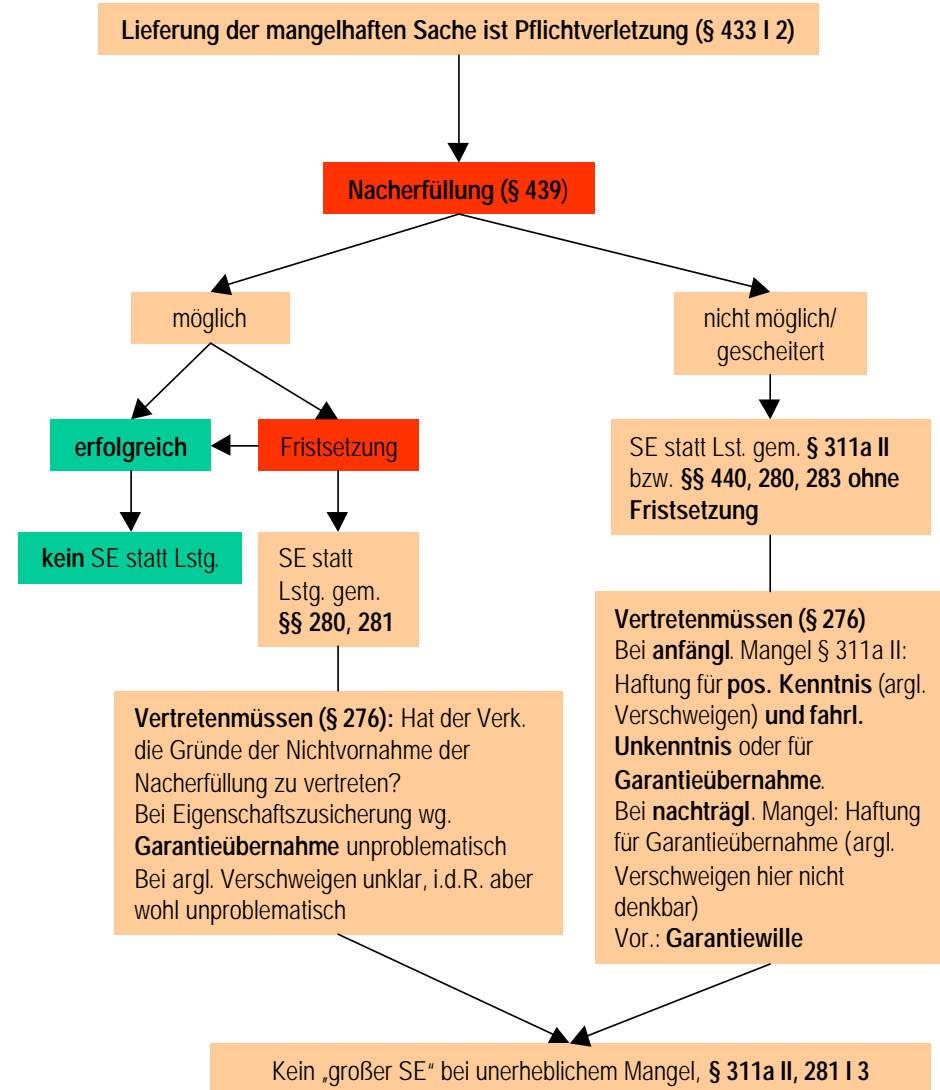 Lieferung der mangelhaften Sache ist Pflichtverletzung (§ 433 I 2)
Nacherfüllung (§ 439)
möglich
nicht möglich/
gescheitert
erfolgreich
Fristsetzung
SE statt Lst. gem. § 311a II
bzw. §§ 440, 280, 283 ohne
Fristsetzung
kein SE statt Lstg.
SE statt
Lstg. gem.
§§ 280, 281
Vertretenmüssen (§ 276): Hat der Verk.
die Gründe der Nichtvornahme der
Nacherfüllung zu vertreten?
Bei Eigenschaftszusicherung wg.
Garantieübernahme unproblematisch
Bei argl. Verschweigen unklar, i.d.R. aber
wohl unproblematisch
Vertretenmüssen (§ 276)
Bei anfängl. Mangel § 311a II:
Haftung für pos. Kenntnis (argl.
Verschweigen) und fahrl.
Unkenntnis oder für
Garantieübernahme.
Bei nachträgl. Mangel: Haftung
für Garantieübernahme (argl.
Verschweigen hier nicht
denkbar)
Vor.: Garantiewille
Kein „großer SE“ bei unerheblichem Mangel, § 311a II, 281 I 3